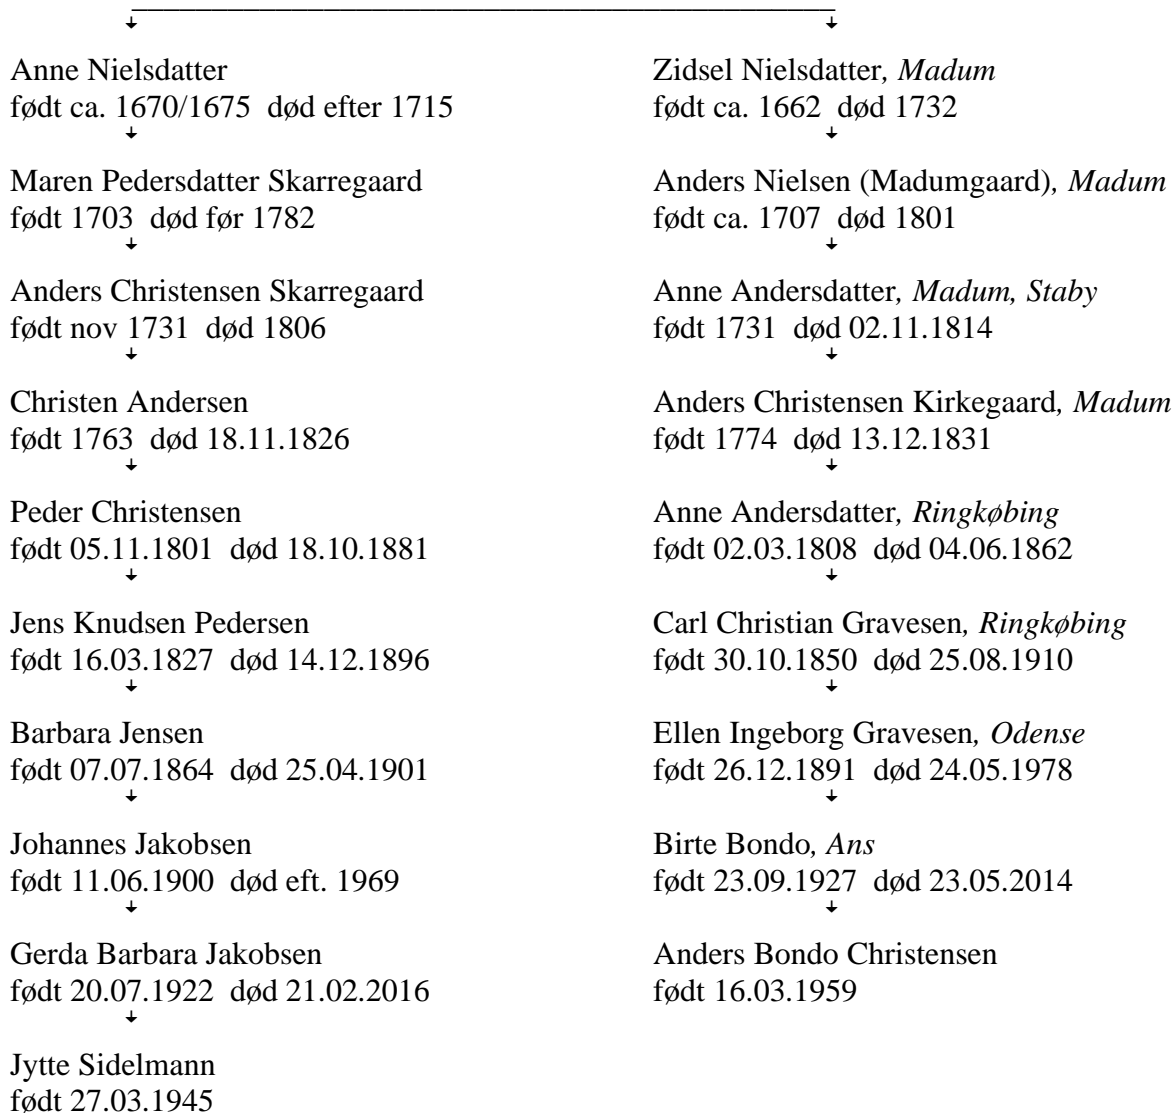 Anne Nielsdatter
født ca. 1670/1675  død efter 1715
Maren Pedersdatter Skarregaard
født 1703  død før 1782
Anders Christensen Skarregaard
født nov 1731  død 1806
Christen Andersen
født 1763  død 18.11.1826
Peder Christensen
født 05.11.1801  død 18.10.1881
Jens Knudsen Pedersen
født 16.03.1827  død 14.12.1896
Barbara Jensen
født 07.07.1864  død 25.04.1901
Johannes Jakobsen
født 11.06.1900  død eft. 1969
Gerda Barbara Jakobsen
født 20.07.1922  død 21.02.2016
Jytte Sidelmann
født 27.03.1945
Zidsel Nielsdatter, Madum
født ca. 1662  død 1732
Anders Nielsen (Madumgaard), Madum
født ca. 1707  død 1801
Anne Andersdatter, Madum, Staby
født 1731  død 02.11.1814
Anders Christensen Kirkegaard, Madum
født 1774  død 13.12.1831
Anne Andersdatter, Ringkøbing
født 02.03.1808  død 04.06.1862
Carl Christian Gravesen, Ringkøbing
født 30.10.1850  død 25.08.1910
Ellen Ingeborg Gravesen, Odense
født 26.12.1891  død 24.05.1978
Birte Bondo, Ans
født 23.09.1927  død 23.05.2014
Anders Bondo Christensen
født 16.03.1959